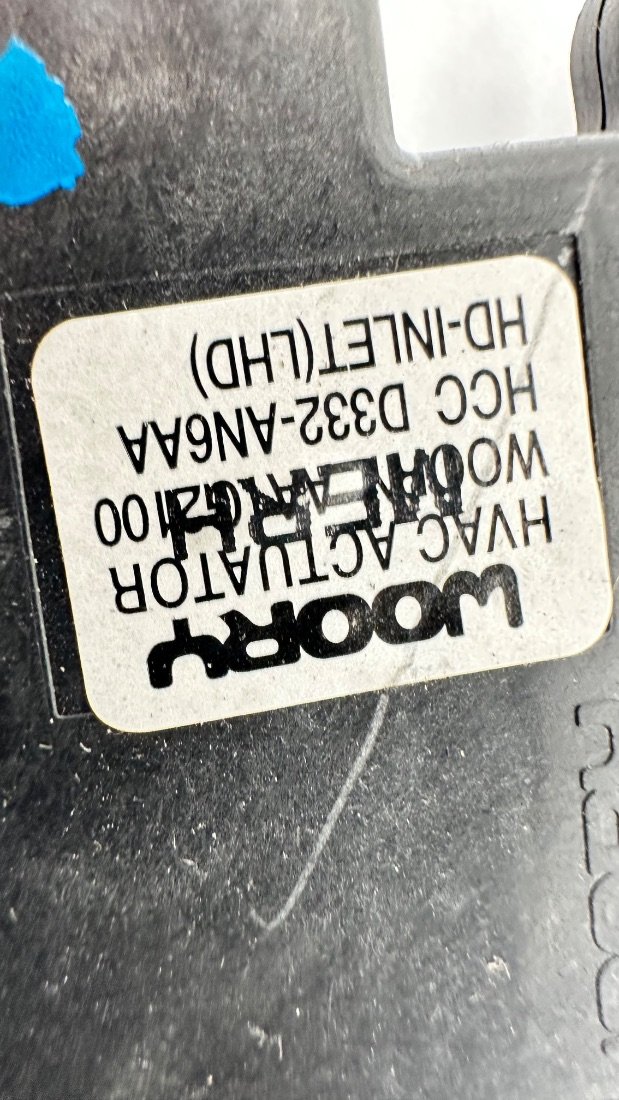 WOORY
HVAC ACTUATOR
HCC D332-AN6AA
HD-INLET(LHD)